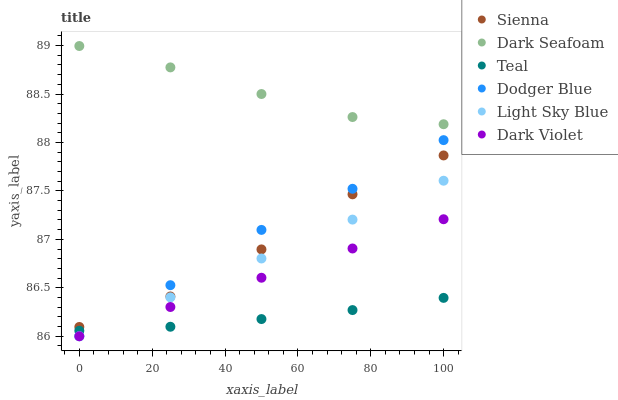 title
Sienna
Dark Seafoam
Teal
Dodger Blue
Light Sky Blue
Dark Violet
yaxis_label
89
88.5
88
87.5
87
86.5
86
0 20 40 60 80 100
xaxis_label